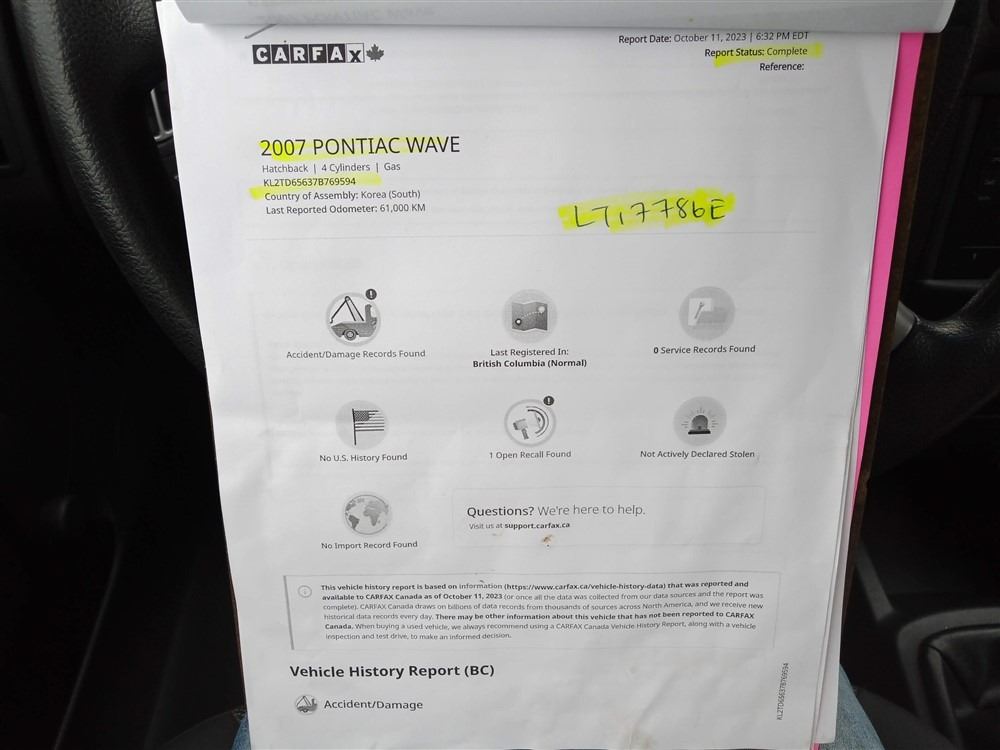 CARFAX
Report Date: October 11, 2023 | 6:32 PM EDT
Report Status: Complete
Reference:
2007 PONTIAC WAVE
Hatchback | 4 Cylinders | Gas
KL2TD65637B769594
Country of Assembly: Korea (South)
Last Reported Odometer: 61,000 KM
LT17786E
Accident/Damage Records Found
Last Registered In:
British Columbia (Normal)
0 Service Records Found
No U.S. History Found
1 Open Recall Found
Not Actively Declared Stolen
No Import Record Found
Questions? We're here to help.
Visit us at support.carfax.ca
This vehicle history report is based on information (https://www.carfax.ca/vehicle-history-data) that was reported and
available to CARFAX Canada as of October 11, 2023 (or once all the data was collected from our data sources and the report was
complete). CARFAX Canada draws on billions of data records from thousands of sources across North America, and we receive new
historical data records every day. There may be other information about this vehicle that has not been reported to CARFAX
Canada. When buying a used vehicle, we always recommend using a CARFAX Canada Vehicle History Report, along with a vehicle
inspection and test drive, to make an informed decision.
Vehicle History Report (BC)
Accident/Damage
KL2TD65637B769594